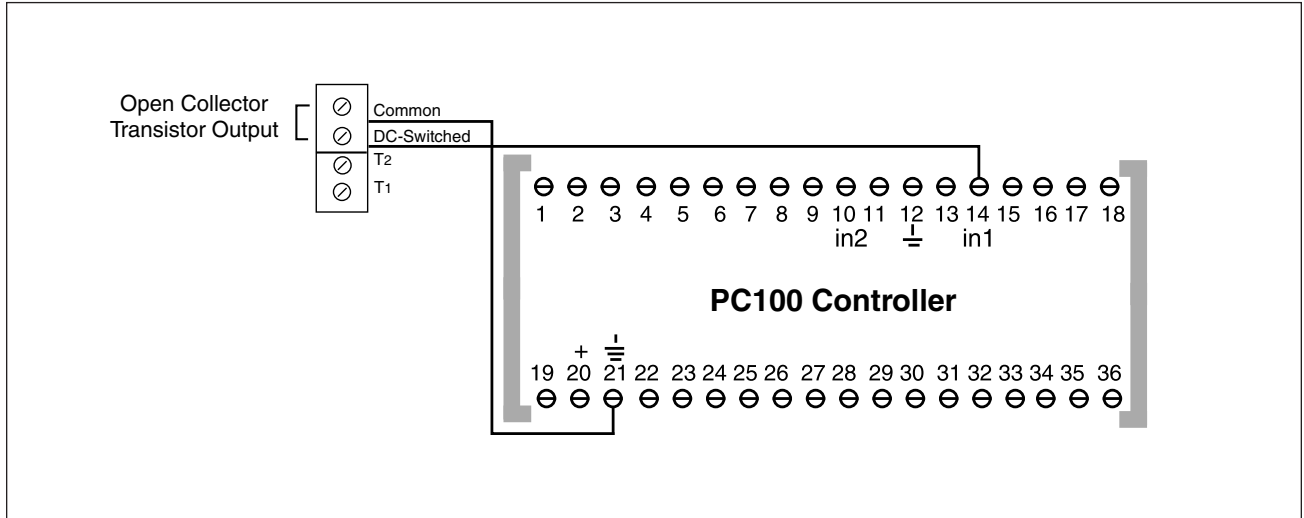 Open Collector
Transistor Output
Common
DC-Switched
T2
T1
1 2 3 4 5 6 7 8 9 10 11 12 13 14 15 16 17 18
in2 in1
PC100 Controller
+
19 20 21 22 23 24 25 26 27 28 29 30 31 32 33 34 35 36